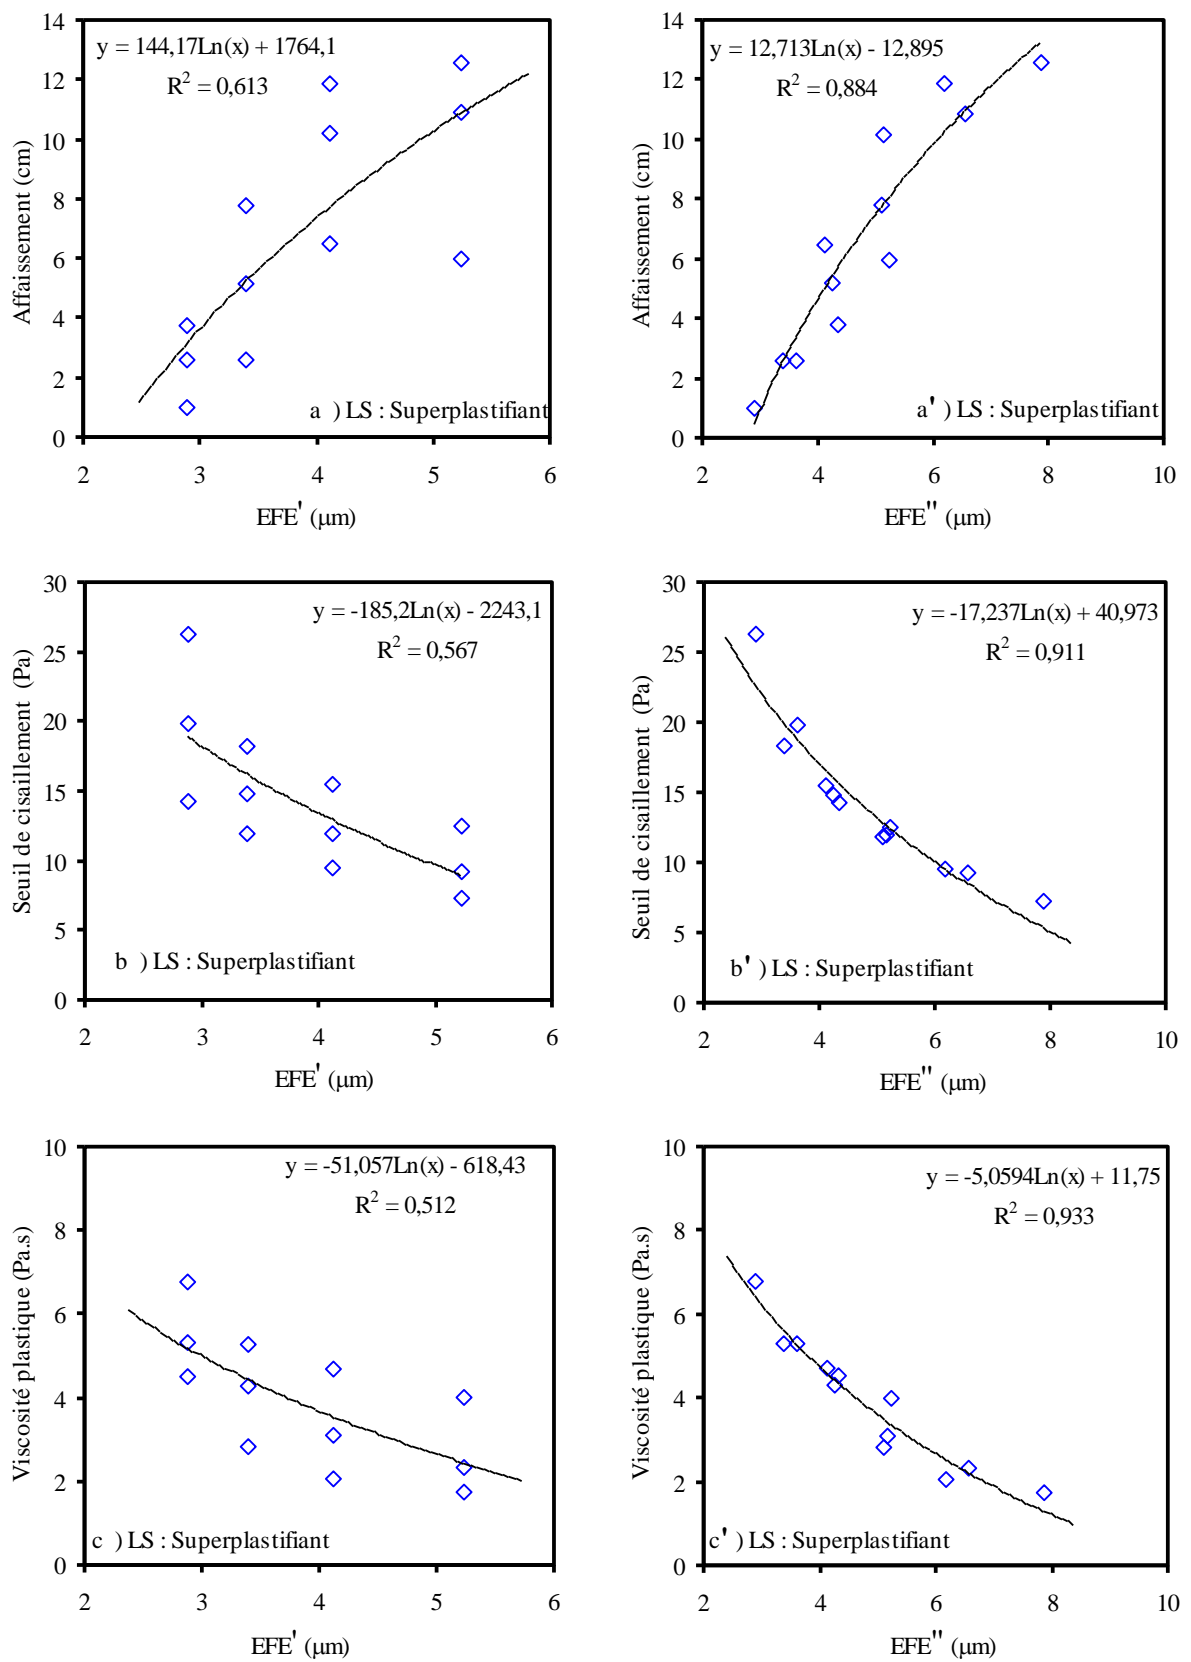 y = 144,17Ln(x) + 1764,1
R² = 0,613
14
12
10
8
6
4
2
0
Affaissement (cm)
a ) LS : Superplastifiant
2 3 4 5 6
EFE' (μm)
y = 12,713Ln(x) - 12,895
R² = 0,884
14
12
10
8
6
4
2
0
Affaissement (cm)
a' ) LS : Superplastifiant
2 4 6 8 10
EFE'' (μm)
y = -185,2Ln(x) - 2243,1
R² = 0,567
30
25
20
15
10
5
0
Seuil de cisaillement (Pa)
b ) LS : Superplastifiant
2 3 4 5 6
EFE' (μm)
y = -17,237Ln(x) + 40,973
R² = 0,911
30
25
20
15
10
5
0
Seuil de cisaillement (Pa)
b' ) LS : Superplastifiant
2 4 6 8 10
EFE'' (μm)
y = -51,057Ln(x) - 618,43
R² = 0,512
10
8
6
4
2
0
Viscosité plastique (Pa.s)
c ) LS : Superplastifiant
2 3 4 5 6
EFE' (μm)
y = -5,0594Ln(x) + 11,75
R² = 0,933
10
8
6
4
2
0
Viscosité plastique (Pa.s)
c' ) LS : Superplastifiant
2 4 6 8 10
EFE'' (μm)